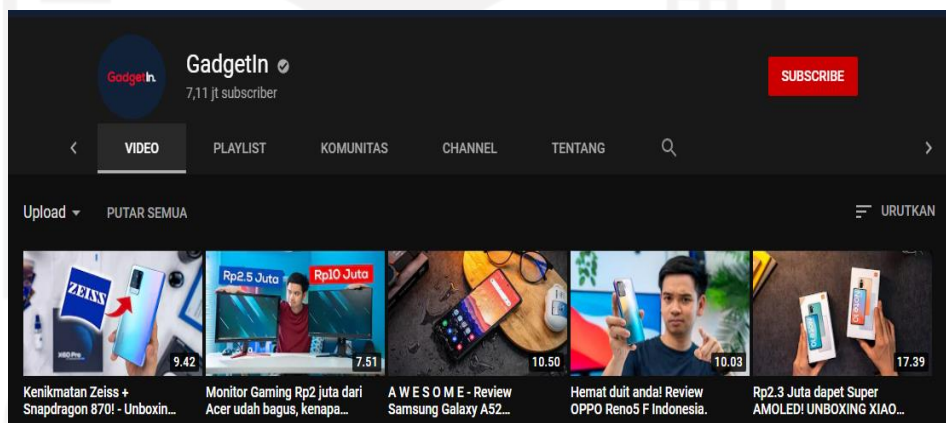 GadgetIn
GadgetIn.
7,11 jt subscriber
SUBSCRIBE
VIDEO PLAYLIST KOMUNITAS CHANNEL TENTANG
Upload PUTAR SEMUA URUTKAN
ZEISS
X60 Pro
9.42
Rp2.5 Juta Rp10 Juta
7.51
10.50
10.03
17.39
Kenikmatan Zeiss +
Snapdragon 870! - Unboxin...
Monitor Gaming Rp2 juta dari
Acer udah bagus, kenapa...
A W E S O M E - Review
Samsung Galaxy A52...
Hemat duit anda! Review
OPPO Reno5 F Indonesia.
Rp2.3 Juta dapet Super
AMOLED! UNBOXING XIAO...